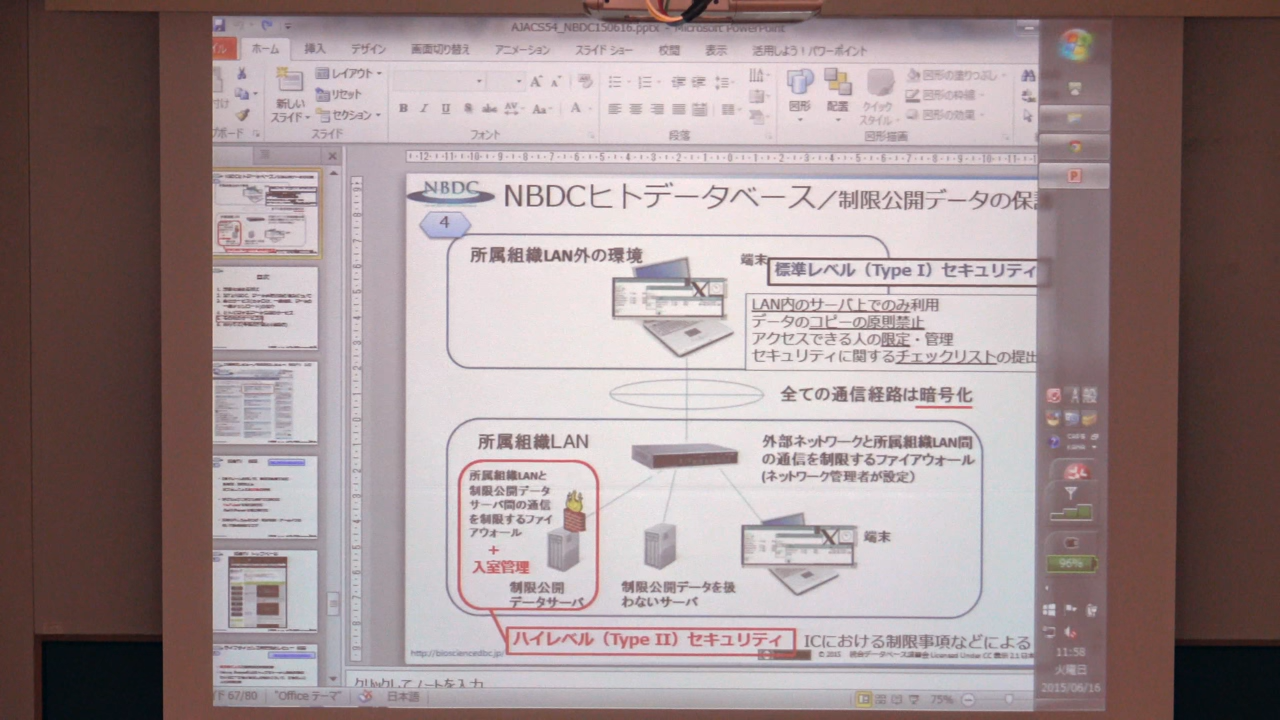 AJACS54_NBDC150616.pptx - Microsoft PowerPoint
ホーム 挿入 デザイン 画面切り替え アニメーション スライド ショー 校閲 表示 活用しよう！パワーポイント
レイアウト
リセット
セクション
新しい
スライド
スライド
フォント
段落
図形
配置
クイック
スタイル
図形の塗りつぶし
図形の枠線
図形の効果
図形描画
NBDC
NBDCヒトデータベース／制限公開データの保
4
所属組織LAN外の環境
端末
標準レベル（Type I）セキュリティ
LAN内のサーバ上でのみ利用
データのコピーの原則禁止
アクセスできる人の限定・管理
セキュリティに関するチェックリストの提出
全ての通信経路は暗号化
所属組織LAN
外部ネットワークと所属組織LAN間
の通信を制限するファイアウォール
(ネットワーク管理者が設定)
所属組織LANと
制限公開データ
サーバ間の通信
を制限するファイ
アウォール
+
入室管理
制限公開
データサーバ
制限公開データを扱
わないサーバ
端末
ハイレベル（Type II）セキュリティ
ICにおける制限事項などによる
http://biosciencedbc.jp/
クリックしてノートを入力
67/80 "Office テーマ" 日本語
75%
96%
11:58
火曜日
2015/06/16